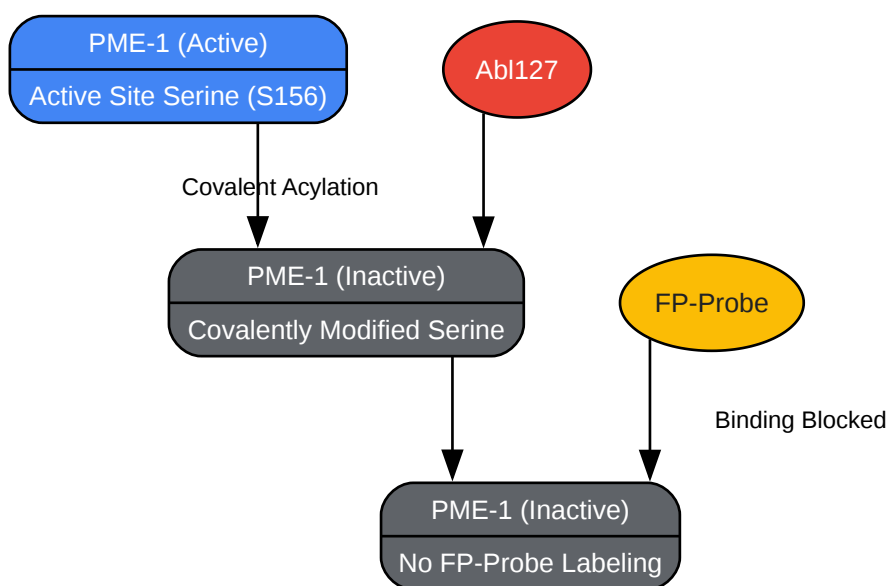 PME-1 (Active)
Active Site Serine (S156)
Abl127
Covalent Acylation
PME-1 (Inactive)
Covalently Modified Serine
FP-Probe
Binding Blocked
PME-1 (Inactive)
No FP-Probe Labeling